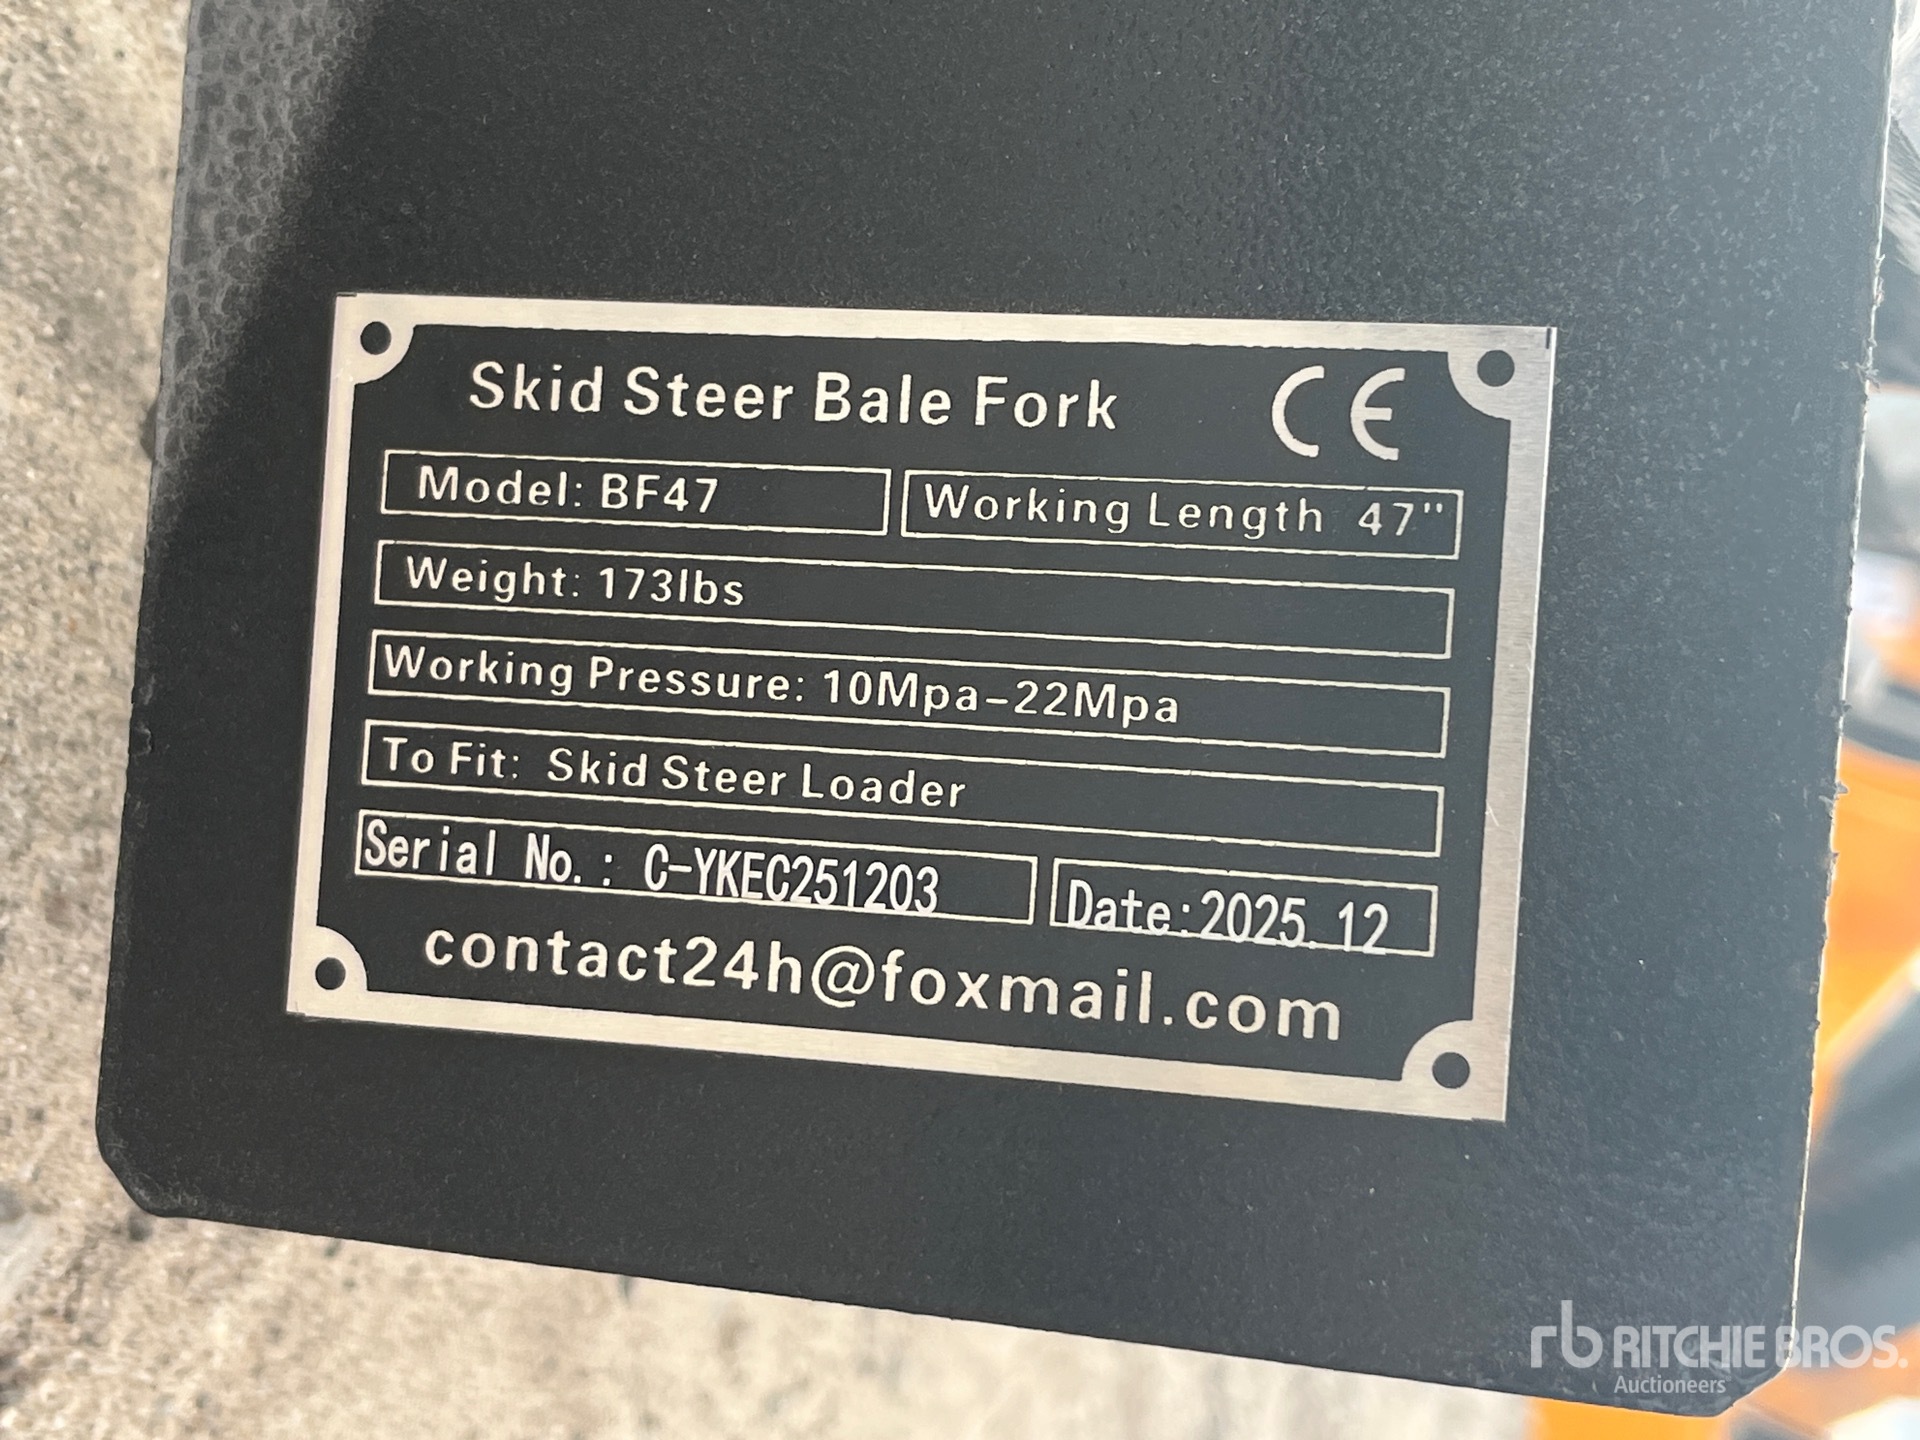 Skid Steer Bale Fork CE
Model: BF47 Working Length 47"
Weight: 173lbs
Working Pressure: 10Mpa-22Mpa
To Fit: Skid Steer Loader
Serial No.: C-YKEC251203 Date:2025.12
contact24h@foxmail.com
rb RITCHIE BROS.
Auctioneers